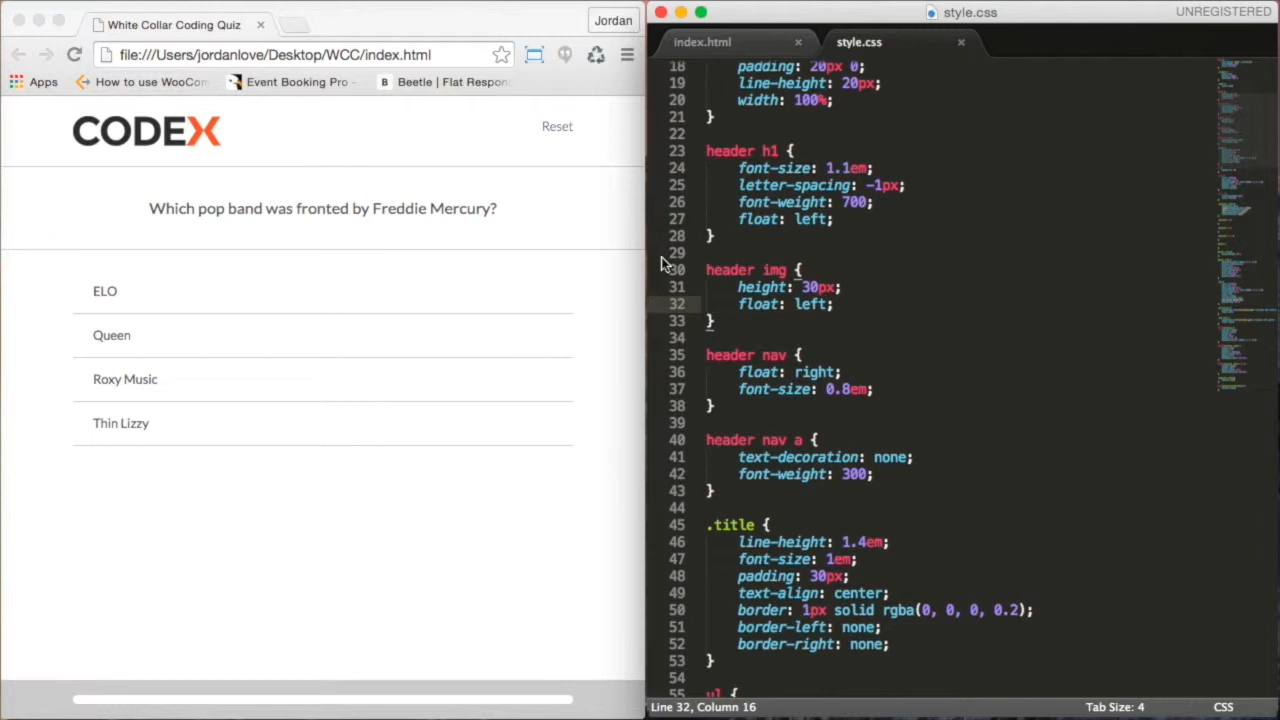 White Collar Coding Quiz
Jordan
file:///Users/jordanlove/Desktop/WCC/index.html
Apps
How to use WooCom
Event Booking Pro -
B
Beetle | Flat Respon
CODEX
Reset
Which pop band was fronted by Freddie Mercury?
ELO
Queen
Roxy Music
Thin Lizzy
style.css
UNREGISTERED
index.html
style.css
18 padding: 20px 0;
19 line-height: 20px;
20 width: 100%;
21 }
22
23 header h1 {
24 font-size: 1.1em;
25 letter-spacing: -1px;
26 font-weight: 700;
27 float: left;
28 }
29
30 header img {
31 height: 30px;
32 float: left;
33 }
34
35 header nav {
36 float: right;
37 font-size: 0.8em;
38 }
39
40 header nav a {
41 text-decoration: none;
42 font-weight: 300;
43 }
44
45 .title {
46 line-height: 1.4em;
47 font-size: 1em;
48 padding: 30px;
49 text-align: center;
50 border: 1px solid rgba(0, 0, 0, 0.2);
51 border-left: none;
52 border-right: none;
53 }
54
55 ul {
Line 32, Column 16
Tab Size: 4
CSS